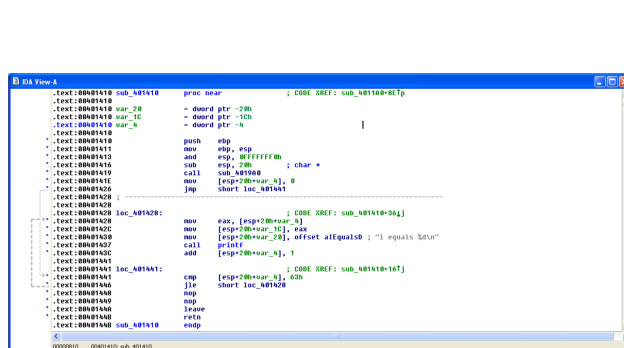 IDA View-A
.text:00401410 sub_401410 proc near ; CODE XREF: sub_4011A0+8E↑p
.text:00401410
.text:00401410 var_20 = dword ptr -20h
.text:00401410 var_1C = dword ptr -1Ch
.text:00401410 var_4 = dword ptr -4
.text:00401410
.text:00401410 push ebp
.text:00401411 mov ebp, esp
.text:00401413 and esp, 0FFFFFFF0h
.text:00401416 sub esp, 20h ; char *
.text:00401419 call sub_4019A0
.text:0040141E mov [esp+20h+var_4], 0
.text:00401426 jmp short loc_401441
.text:00401428 ; ---------------------------------------------------------------------------
.text:00401428
.text:00401428 loc_401428: ; CODE XREF: sub_401410+36↓j
.text:00401428 mov eax, [esp+20h+var_4]
.text:0040142C mov [esp+20h+var_1C], eax
.text:00401430 mov [esp+20h+var_20], offset aIEqualsD ; "i equals %d\n"
.text:00401437 call printf
.text:0040143C add [esp+20h+var_4], 1
.text:00401441
.text:00401441 loc_401441: ; CODE XREF: sub_401410+16↑j
.text:00401441 cmp [esp+20h+var_4], 63h
.text:00401446 jle short loc_401428
.text:00401448 nop
.text:00401449 nop
.text:0040144A leave
.text:0040144B retn
.text:0040144B sub_401410 endp
00000810 00401410: sub_401410